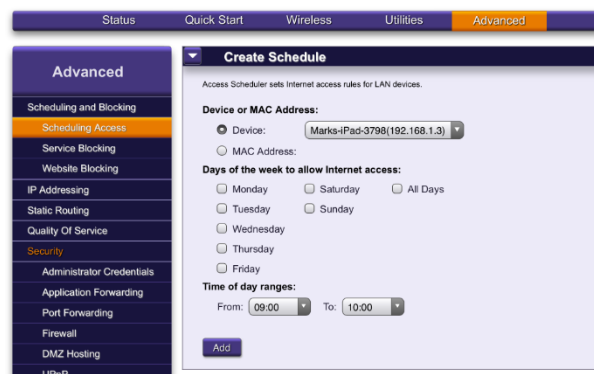 Status Quick Start Wireless Utilities Advanced
Advanced
Scheduling and Blocking
Scheduling Access
Service Blocking
Website Blocking
IP Addressing
Static Routing
Quality Of Service
Security
Administrator Credentials
Application Forwarding
Port Forwarding
Firewall
DMZ Hosting
UPnP
Create Schedule
Access Scheduler sets Internet access rules for LAN devices.
Device or MAC Address:
Device: Marks-iPad-3798(192.168.1.3)
MAC Address:
Days of the week to allow Internet access:
Monday Saturday All Days
Tuesday Sunday
Wednesday
Thursday
Friday
Time of day ranges:
From: 09:00 To: 10:00
Add